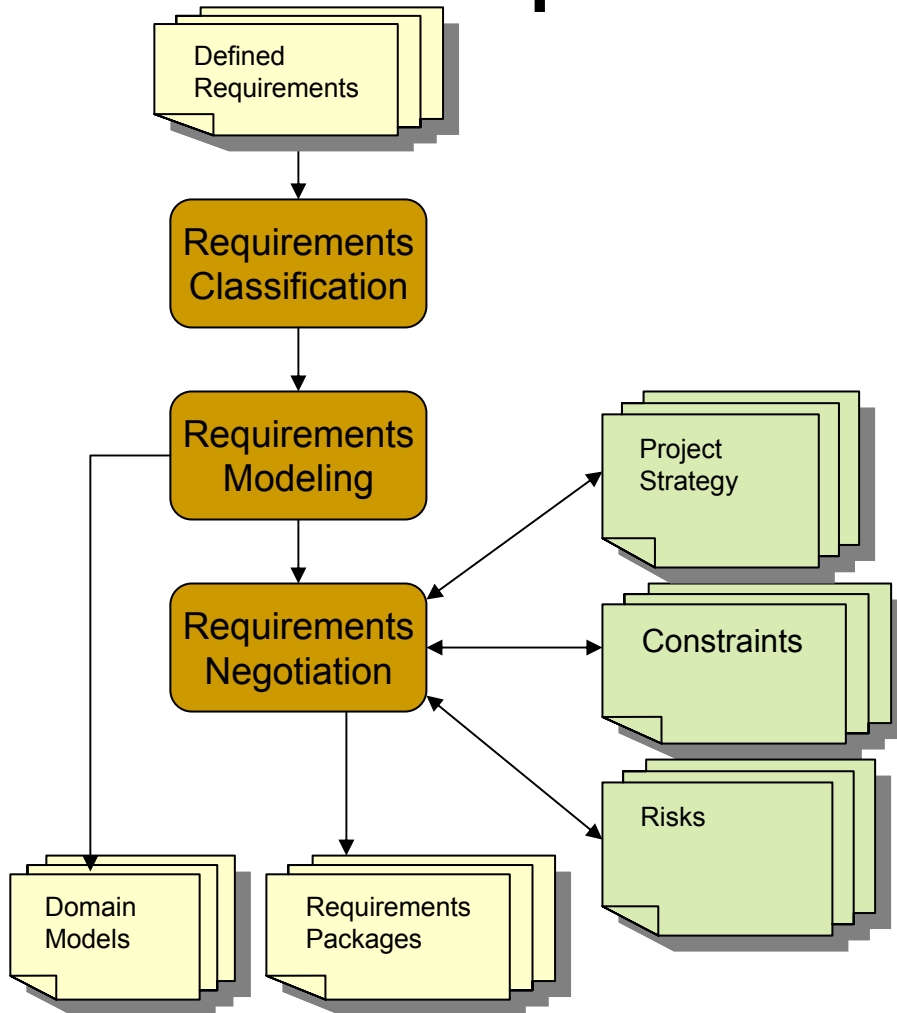 Defined
Requirements
Requirements
Classification
Requirements
Modeling
Project
Strategy
Requirements
Negotiation
Constraints
Risks
Domain
Models
Requirements
Packages